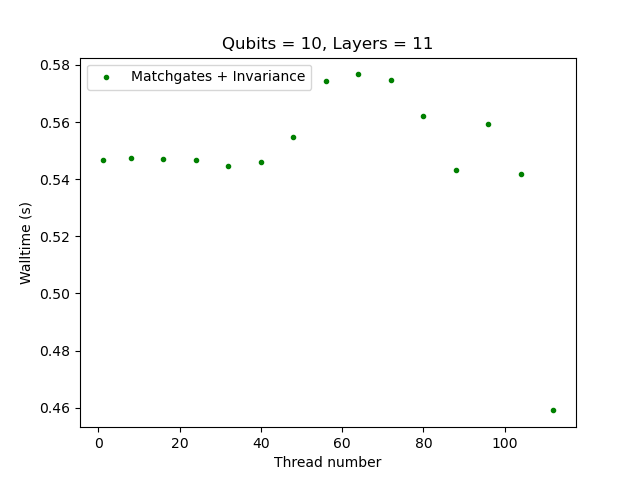 Qubits = 10, Layers = 11
Matchgates + Invariance
Walltime (s)
0.58
0.56
0.54
0.52
0.50
0.48
0.46
0 20 40 60 80 100
Thread number